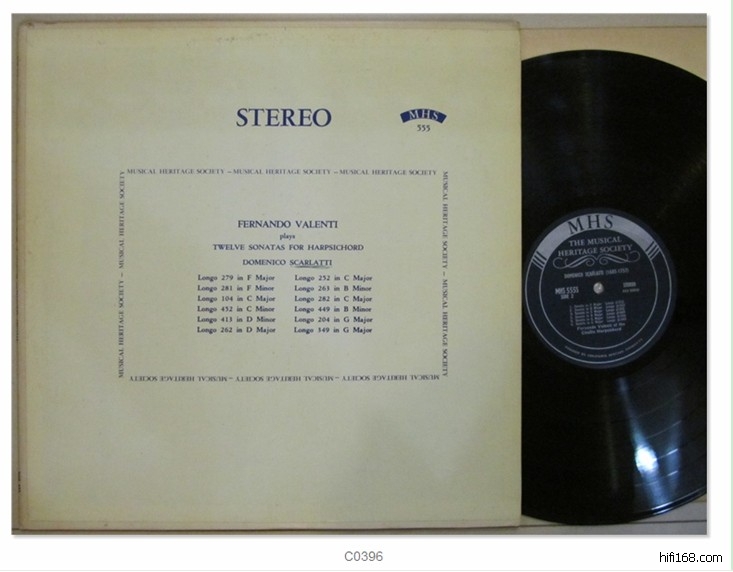 STEREO
MHS
555
MUSICAL HERITAGE SOCIETY – MUSICAL HERITAGE SOCIETY – MUSICAL HERITAGE SOCIETY
MUSICAL HERITAGE SOCIETY – MUSICAL HERITAGE SOCIETY
MUSICAL HERITAGE SOCIETY – MUSICAL HERITAGE SOCIETY
MUSICAL HERITAGE SOCIETY – MUSICAL HERITAGE SOCIETY – MUSICAL HERITAGE SOCIETY
FERNANDO VALENTI
plays
TWELVE SONATAS FOR HARPSICHORD
DOMENICO SCARLATTI
Longo 279 in F Major
Longo 281 in F Minor
Longo 104 in C Major
Longo 432 in C Minor
Longo 413 in D Minor
Longo 262 in D Major
Longo 252 in C Major
Longo 263 in B Minor
Longo 282 in C Major
Longo 449 in B Minor
Longo 204 in G Major
Longo 349 in G Major
MHS
THE MUSICAL
HERITAGE SOCIETY
DOMENICO SCARLATTI
STEREO
C0396
hifi168.com